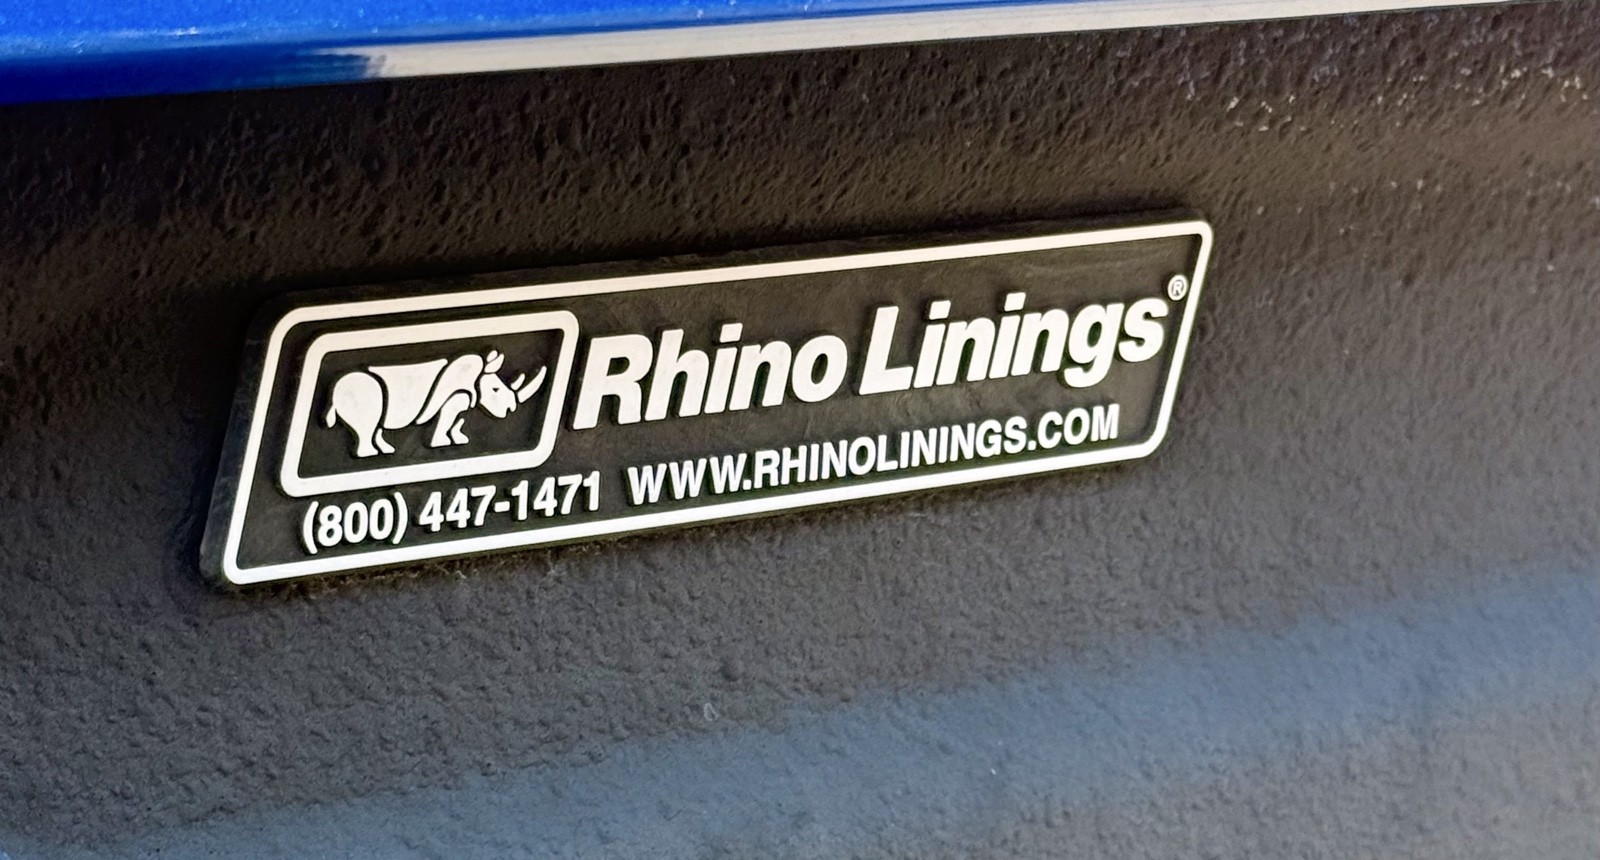 Rhino Linings®
(800) 447-1471 WWW.RHINOLININGS.COM